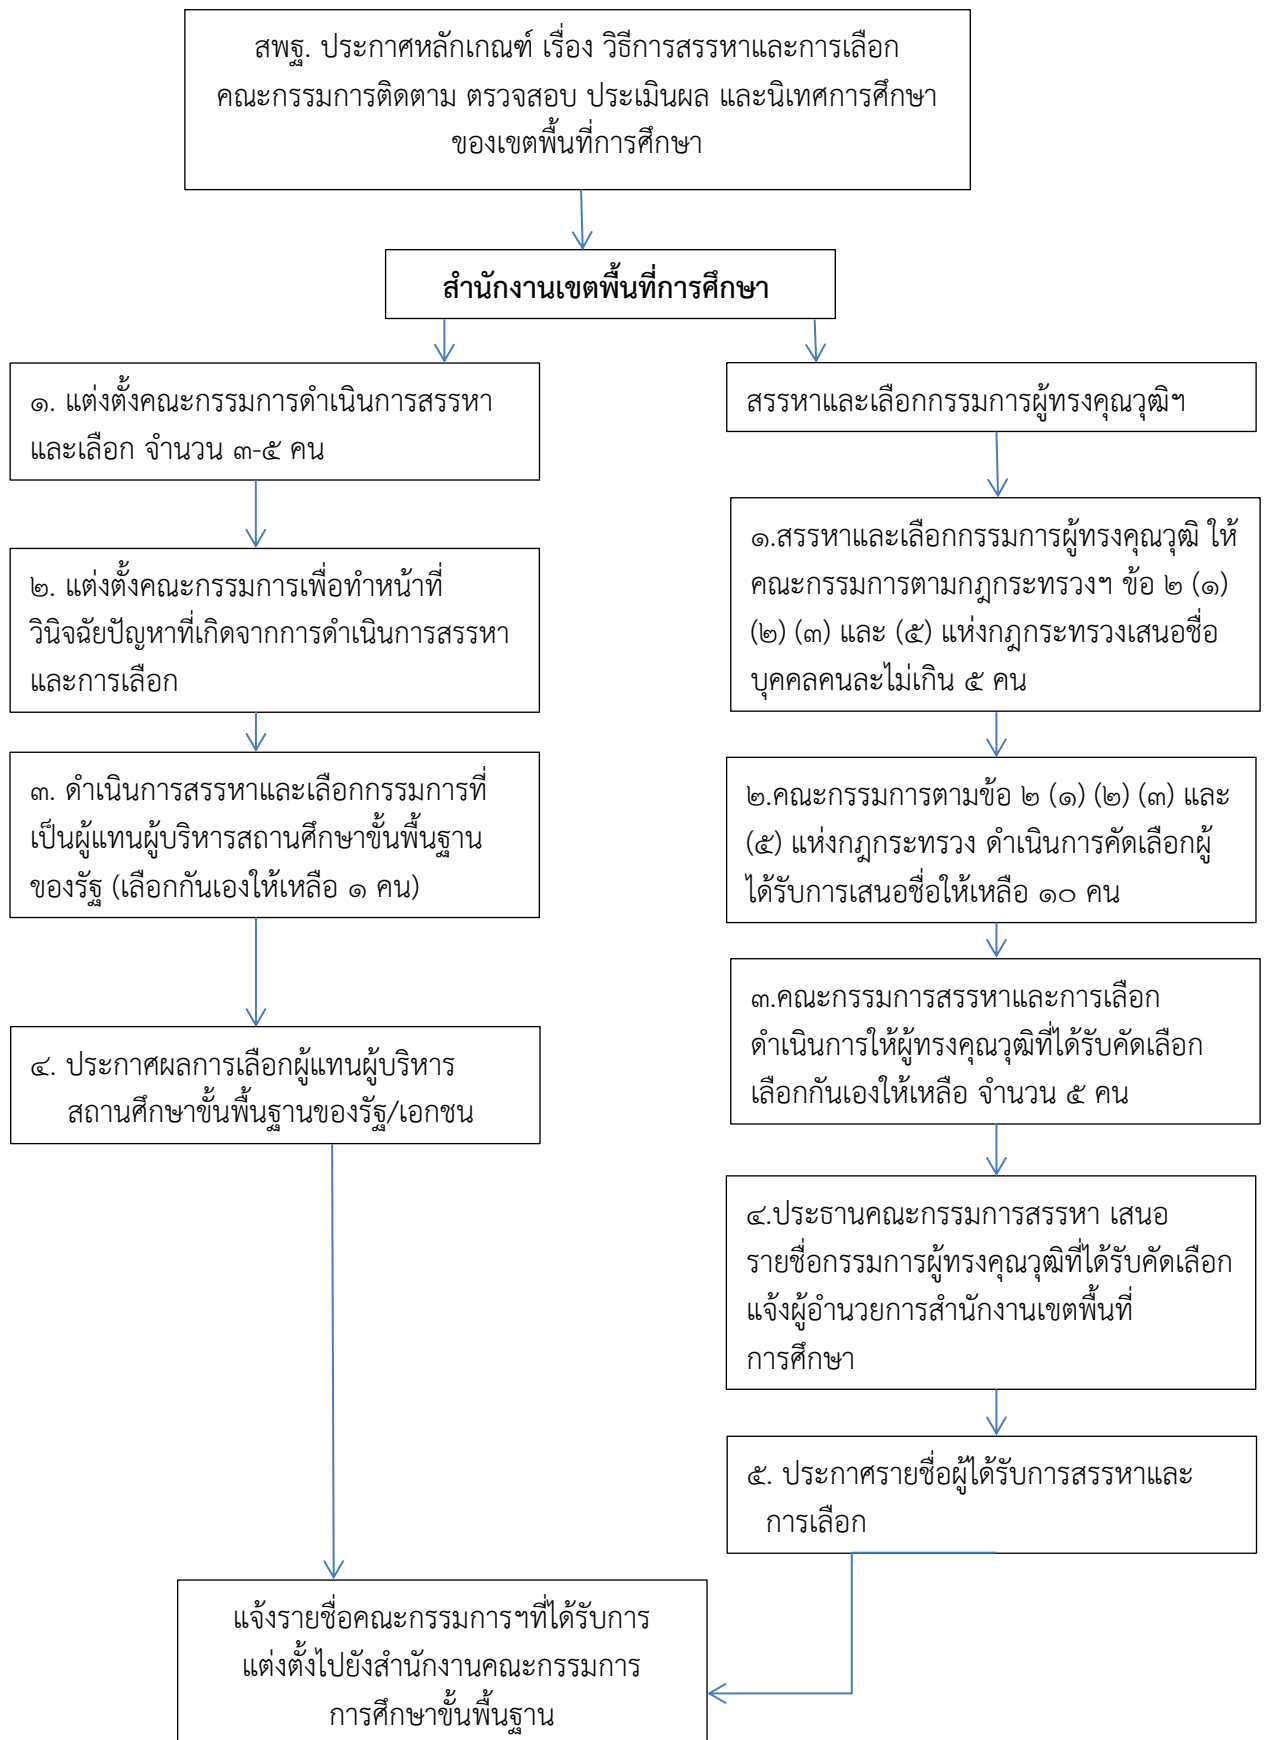 สพฐ. ประกาศหลักเกณฑ์ เรื่อง วิธีการสรรหาและการเลือก
คณะกรรมการติดตาม ตรวจสอบ ประเมินผล และนิเทศการศึกษา
ของเขตพื้นที่การศึกษา
สำนักงานเขตพื้นที่การศึกษา
๑. แต่งตั้งคณะกรรมการดำเนินการสรรหา
และเลือก จำนวน ๓-๕ คน
๒. แต่งตั้งคณะกรรมการเพื่อทำหน้าที่
วินิจฉัยปัญหาที่เกิดจากการดำเนินการสรรหา
และการเลือก
๓. ดำเนินการสรรหาและเลือกกรรมการที่
เป็นผู้แทนผู้บริหารสถานศึกษาขั้นพื้นฐาน
ของรัฐ (เลือกกันเองให้เหลือ ๑ คน)
๔. ประกาศผลการเลือกผู้แทนผู้บริหาร
สถานศึกษาขั้นพื้นฐานของรัฐ/เอกชน
สรรหาและเลือกกรรมการผู้ทรงคุณวุฒิฯ
๑.สรรหาและเลือกกรรมการผู้ทรงคุณวุฒิ ให้
คณะกรรมการตามกฎกระทรวงฯ ข้อ ๒ (๑)
(๒) (๓) และ (๕) แห่งกฎกระทรวงเสนอชื่อ
บุคคลคนละไม่เกิน ๕ คน
๒.คณะกรรมการตามข้อ ๒ (๑) (๒) (๓) และ
(๕) แห่งกฎกระทรวง ดำเนินการคัดเลือกผู้
ได้รับการเสนอชื่อให้เหลือ ๑๐ คน
๓.คณะกรรมการสรรหาและการเลือก
ดำเนินการให้ผู้ทรงคุณวุฒิที่ได้รับคัดเลือก
เลือกกันเองให้เหลือ จำนวน ๕ คน
๔.ประธานคณะกรรมการสรรหา เสนอ
รายชื่อกรรมการผู้ทรงคุณวุฒิที่ได้รับคัดเลือก
แจ้งผู้อำนวยการสำนักงานเขตพื้นที่
การศึกษา
๕. ประกาศรายชื่อผู้ได้รับการสรรหาและ
การเลือก
แจ้งรายชื่อคณะกรรมการฯที่ได้รับการ
แต่งตั้งไปยังสำนักงานคณะกรรมการ
การศึกษาขั้นพื้นฐาน